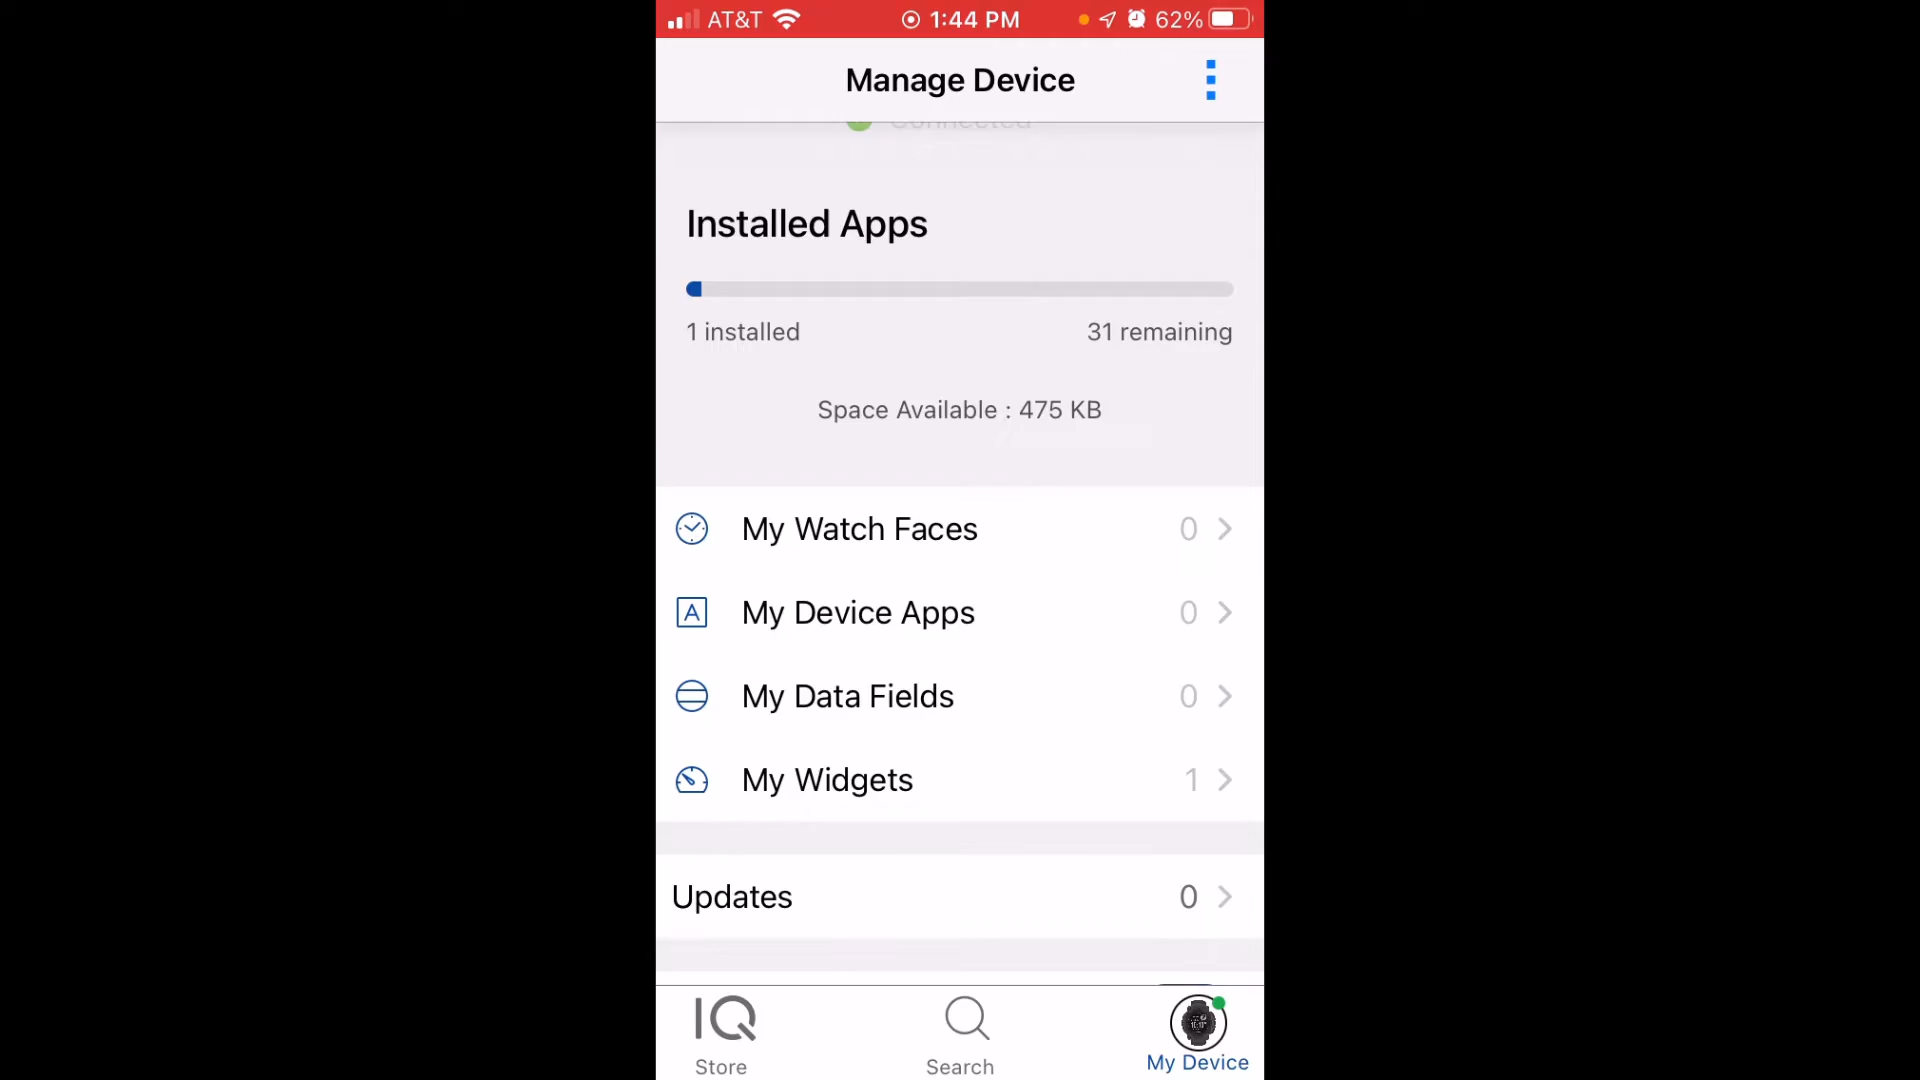 AT&T 1:44 PM 62%
Manage Device
Connected
Installed Apps
1 installed 31 remaining
Space Available : 475 KB
My Watch Faces 0
A My Device Apps 0
My Data Fields 0
My Widgets 1
Updates 0
IQ
Store Search My Device